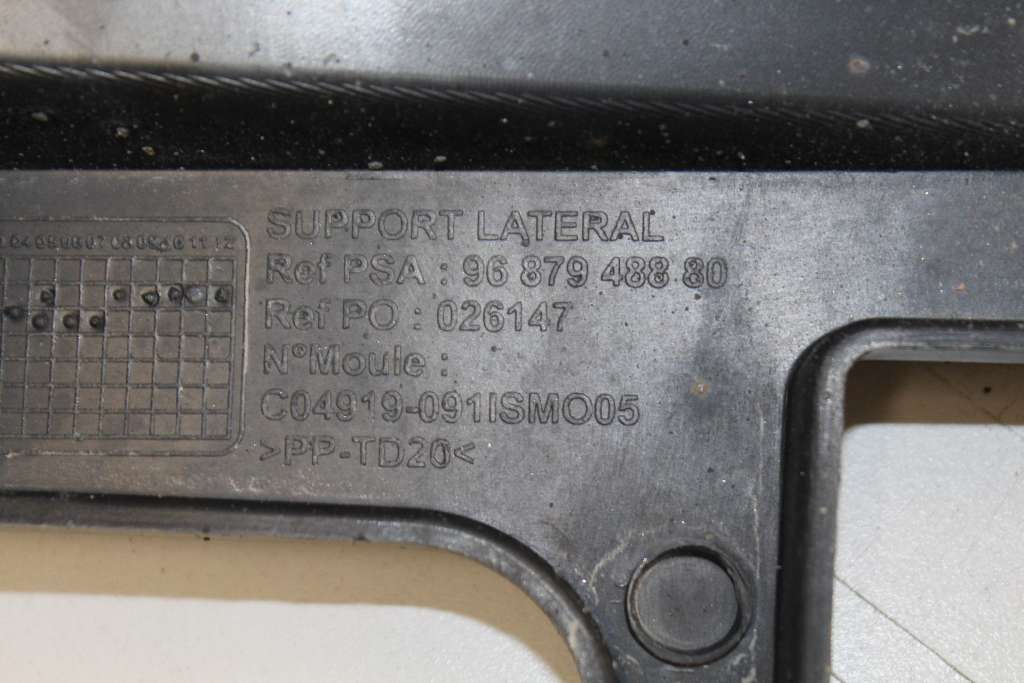 SUPPORT LATERAL
Ref PSA : 96 879 488 80
Ref PO : 026147
N°Moule :
C04919-091ISMO05
>PP-TD20<